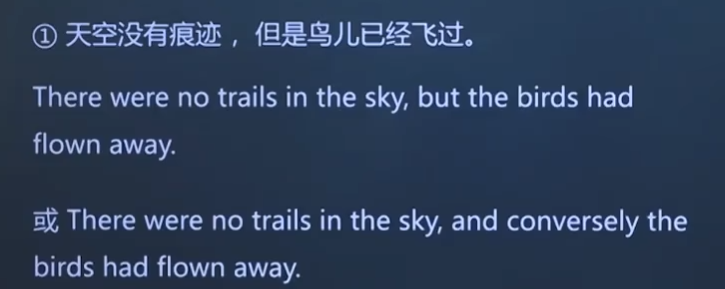 ① 天空没有痕迹 ，但是鸟儿已经飞过。
There were no trails in the sky, but the birds had
flown away.
或 There were no trails in the sky, and conversely the
birds had flown away.